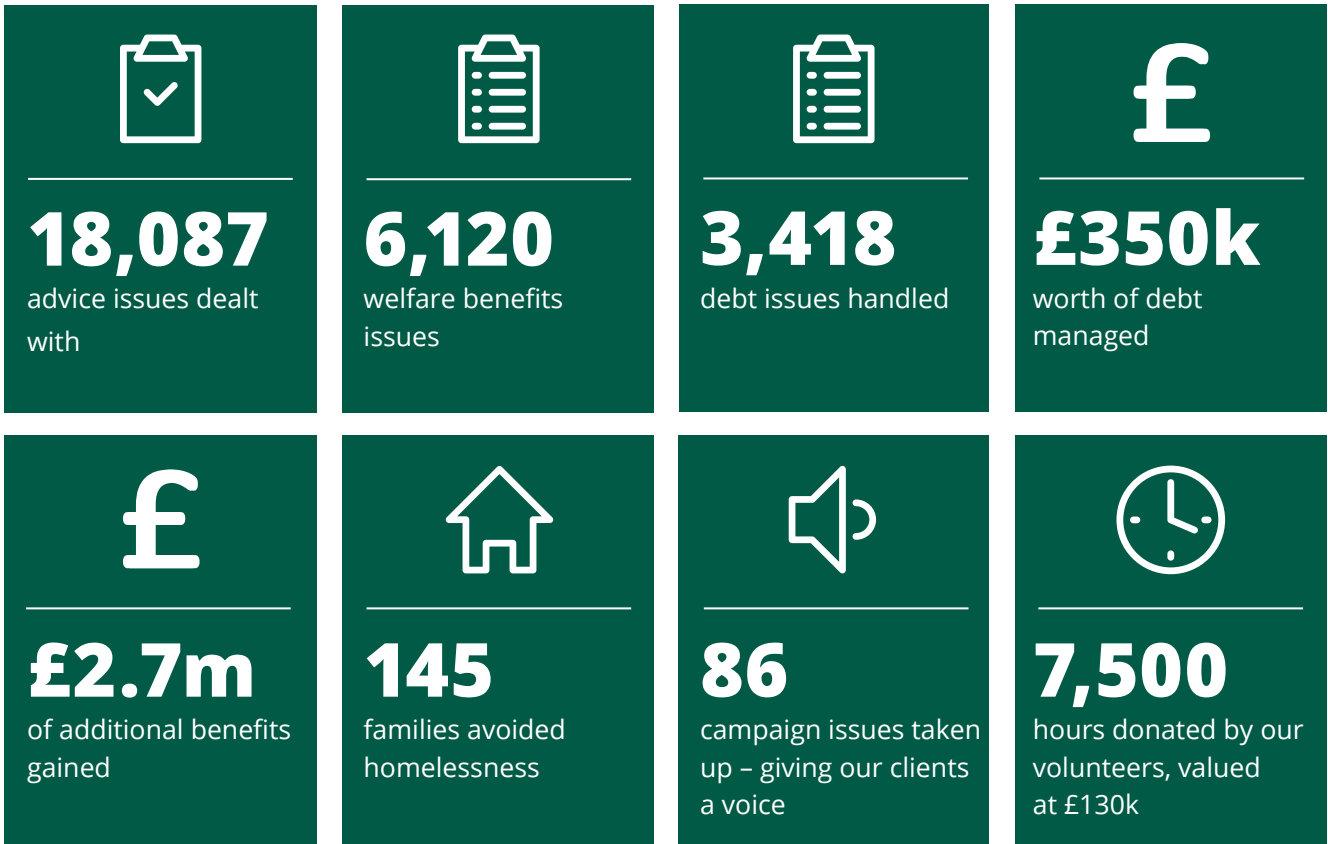 18,087
advice issues dealt
with
6,120
welfare benefits
issues
3,418
debt issues handled
£350k
worth of debt
managed
£2.7m
of additional benefits
gained
145
families avoided
homelessness
86
campaign issues taken
up – giving our clients
a voice
7,500
hours donated by our
volunteers, valued
at £130k